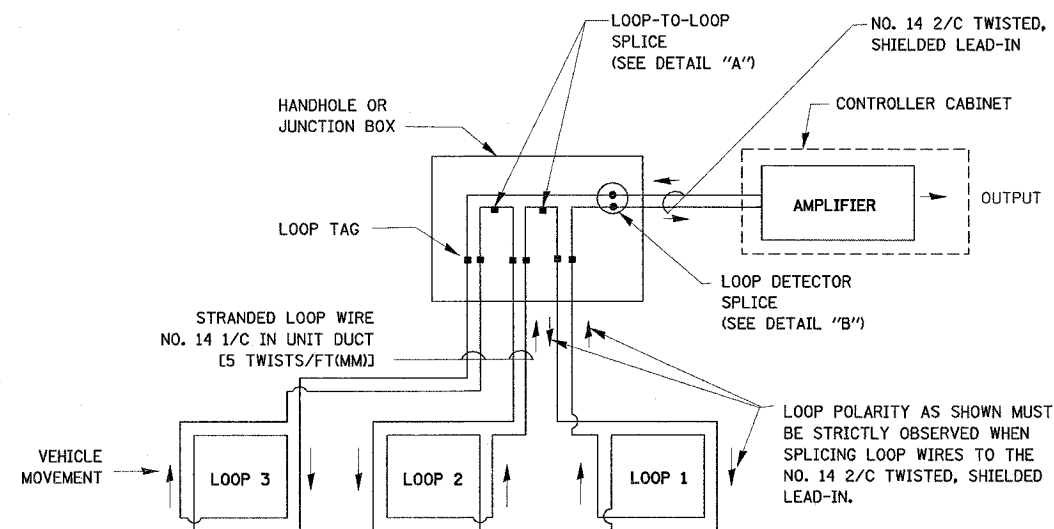 LOOP-TO-LOOP
SPLICE
(SEE DETAIL "A")
NO. 14 2/C TWISTED,
SHIELDED LEAD-IN
HANDHOLE OR
JUNCTION BOX
CONTROLLER CABINET
AMPLIFIER
OUTPUT
LOOP TAG
LOOP DETECTOR
SPLICE
(SEE DETAIL "B")
STRANDED LOOP WIRE
NO. 14 1/C IN UNIT DUCT
[5 TWISTS/FT(MM)]
LOOP POLARITY AS SHOWN MUST
BE STRICTLY OBSERVED WHEN
SPLICING LOOP WIRES TO THE
NO. 14 2/C TWISTED, SHIELDED
LEAD-IN.
VEHICLE
MOVEMENT
LOOP 3
LOOP 2
LOOP 1